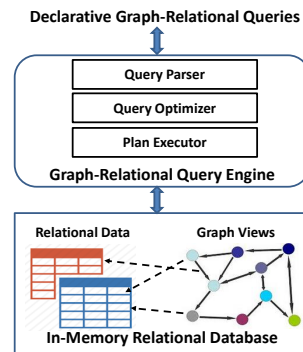 Declarative Graph-Relational Queries
Query Parser
Query Optimizer
Plan Executor
Graph-Relational Query Engine
Relational Data
Graph Views
In-Memory Relational Database